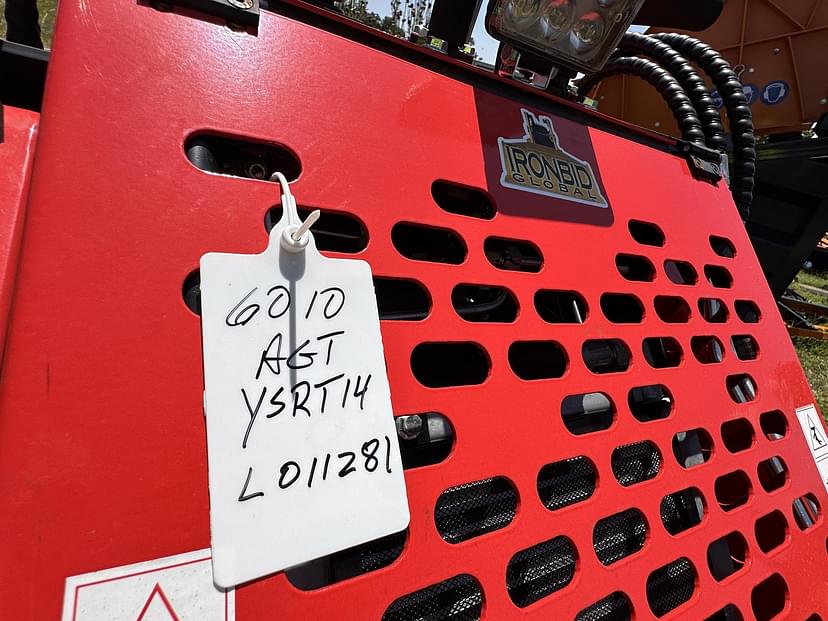 IRONBID
GLOBAL
6010
AGT
YSRT14
L011281